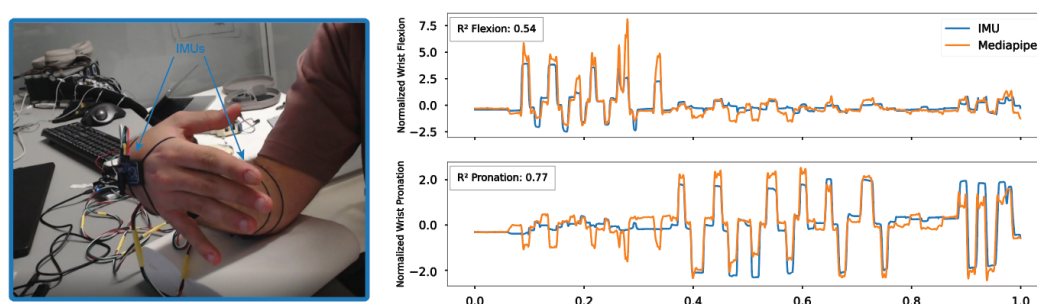 IMUs
Normalized Wrist Flexion
7.5
5.0
2.5
0.0
−2.5
R² Flexion: 0.54
IMU
Mediapipe
Normalized Wrist Pronation
2.0
0.0
−2.0
R² Pronation: 0.77
0.0
0.2
0.4
0.6
0.8
1.0